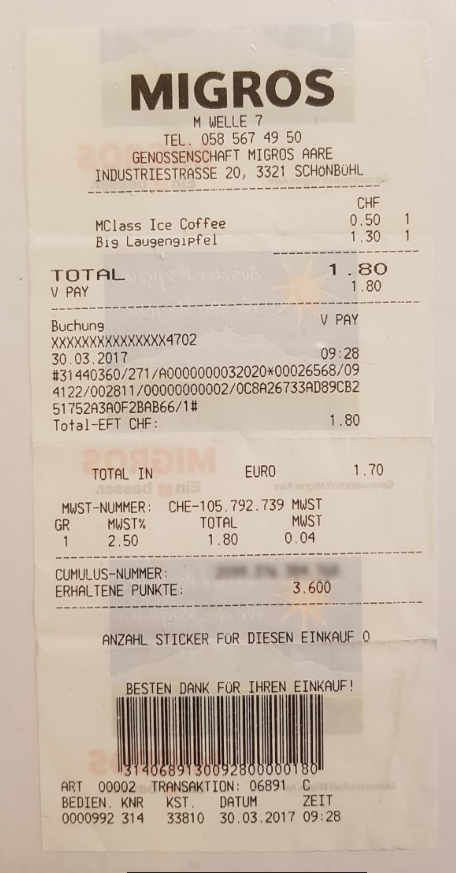 MIGROS
M WELLE 7
TEL. 058 567 49 50
GENOSSENSCHAFT MIGROS AARE
INDUSTRIESTRASSE 20, 3321 SCHÖNBÜHL
CHF
MClass Ice Coffee 0.50 1
Big Laugengipfel 1.30 1
TOTAL 1.80
V PAY 1.80
Buchung V PAY
XXXXXXXXXXXXXXX4702
30.03.2017 09:28
#31440360/271/A0000000032020*00026568/09
4122/002811/00000000002/0C8A26733AD89CB2
51752A3A0F2BAB66/1#
Total-EFT CHF: 1.80
TOTAL IN EURO 1.70
MWST-NUMMER: CHE-105.792.739 MWST
GR MWST% TOTAL MWST
1 2.50 1.80 0.04
CUMULUS-NUMMER:
ERHALTENE PUNKTE: 3.600
ANZAHL STICKER FÜR DIESEN EINKAUF 0
BESTEN DANK FÜR IHREN EINKAUF!
3140689130092800000180
ART 00002 TRANSAKTION: 06891 C
BEDIEN. KNR KST. DATUM ZEIT
0000992 314 33810 30.03.2017 09:28